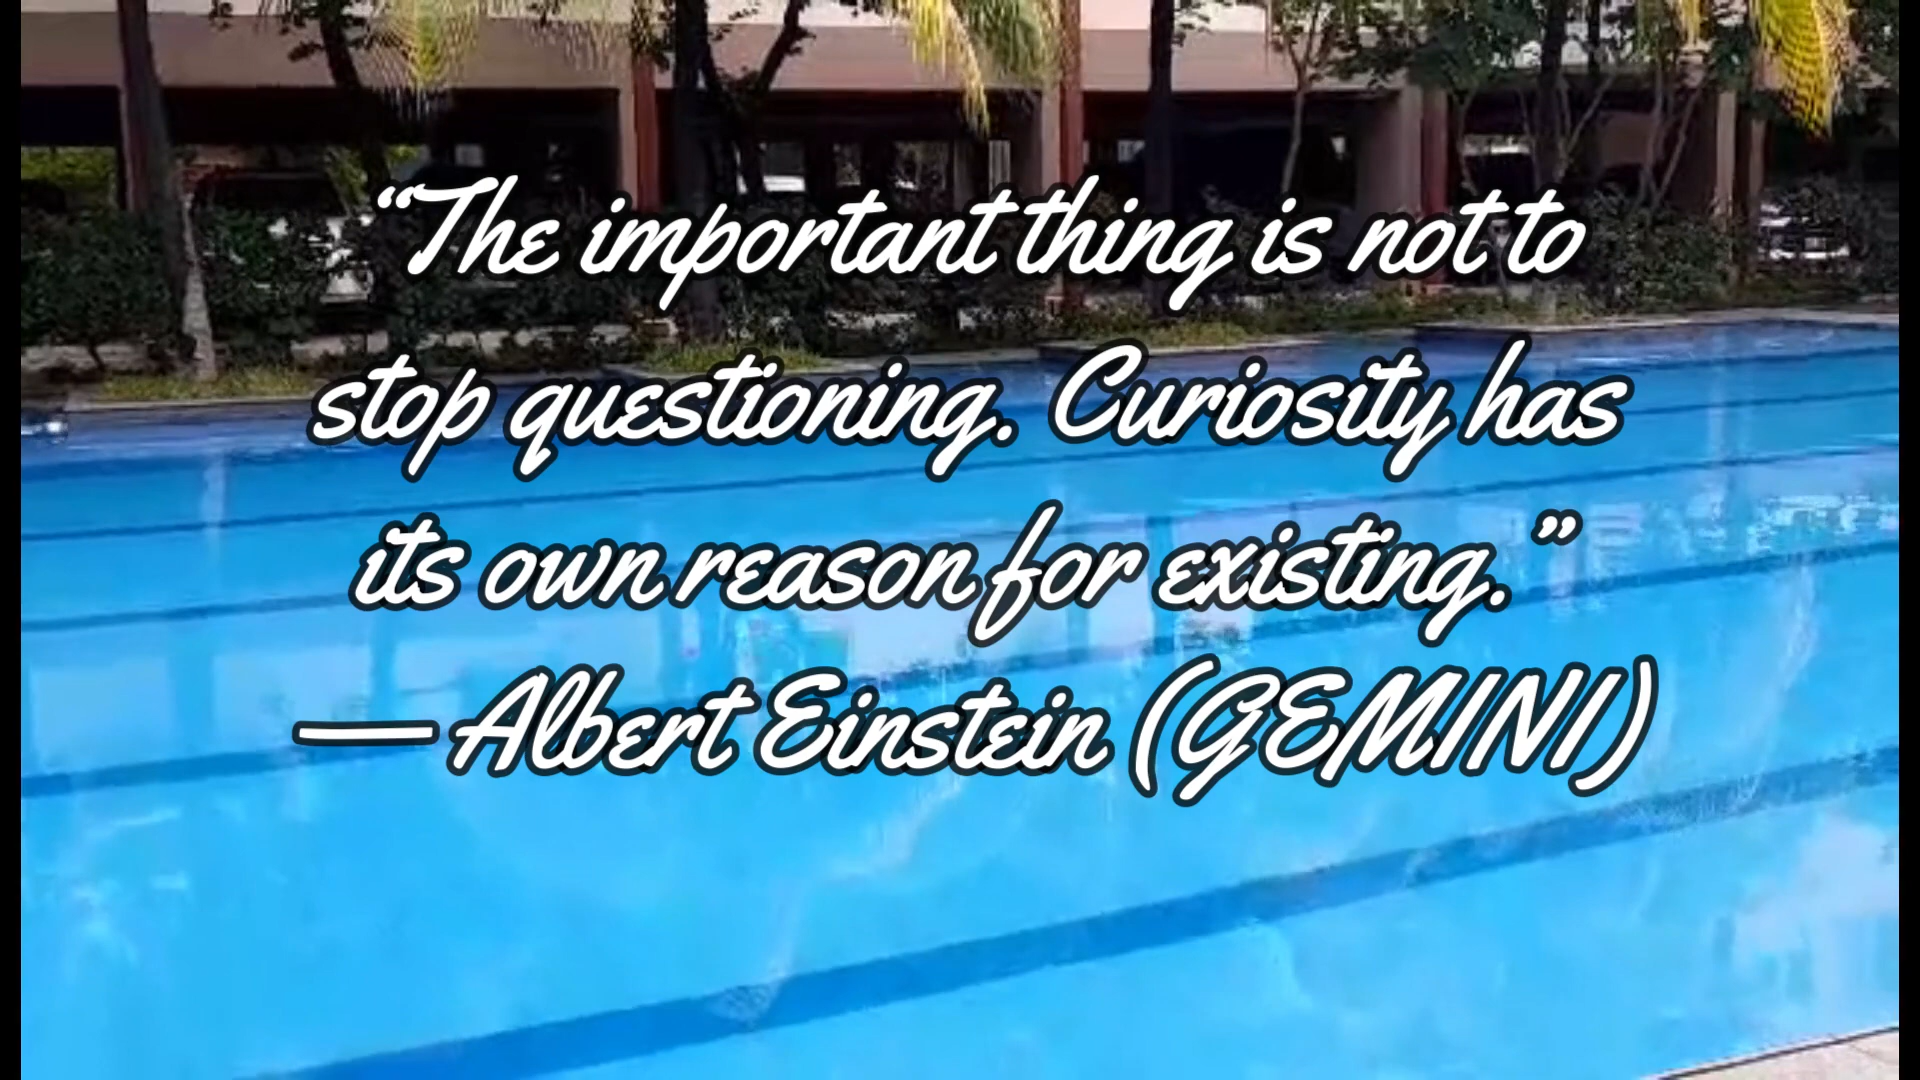 “The important thing is not to
stop questioning. Curiosity has
its own reason for existing.”
— Albert Einstein (GEMINI)